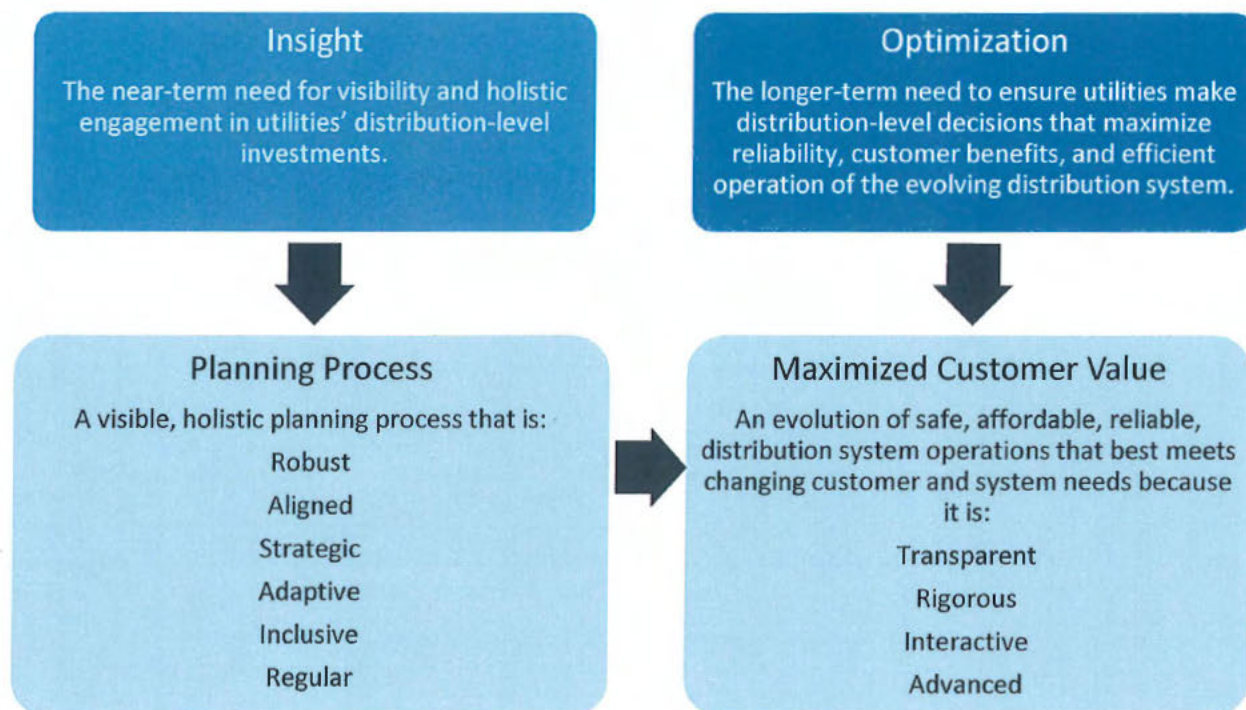 Insight
The near-term need for visibility and holistic
engagement in utilities' distribution-level
investments.
Optimization
The longer-term need to ensure utilities make
distribution-level decisions that maximize
reliability, customer benefits, and efficient
operation of the evolving distribution system.
Planning Process
A visible, holistic planning process that is:
Robust
Aligned
Strategic
Adaptive
Inclusive
Regular
Maximized Customer Value
An evolution of safe, affordable, reliable,
distribution system operations that best meets
changing customer and system needs because
it is:
Transparent
Rigorous
Interactive
Advanced